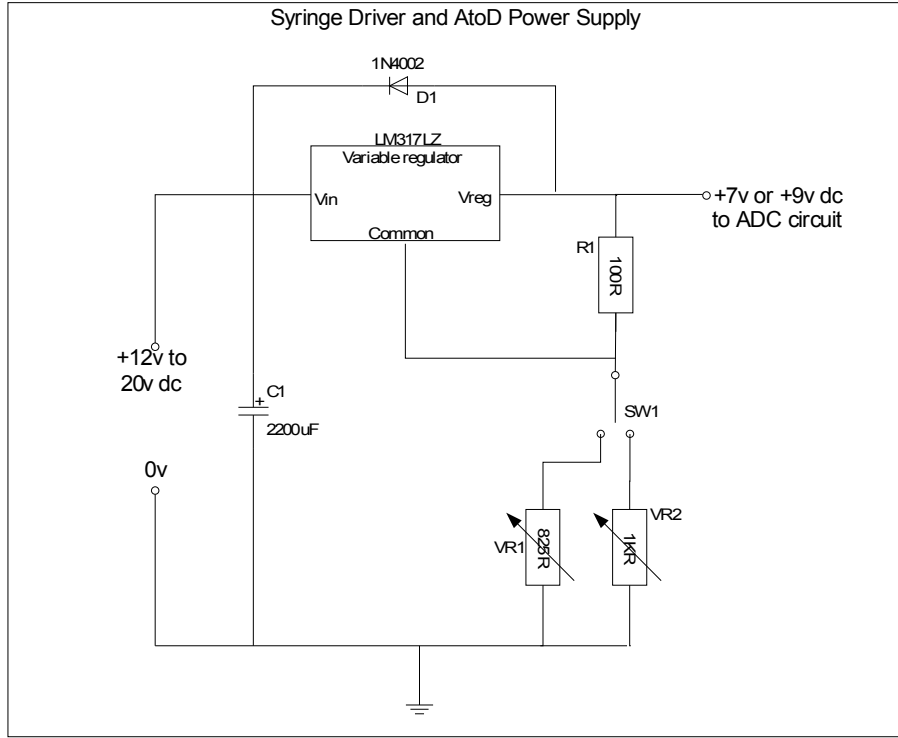 Syringe Driver and AtoD Power Supply
1N4002
D1
LM317LZ
Variable regulator
Vin
Vreg
Common
+7v or +9v dc
to ADC circuit
R1
100R
+12v to
20v dc
C1
+
2200uF
SW1
0v
VR1
825R
VR2
1KR